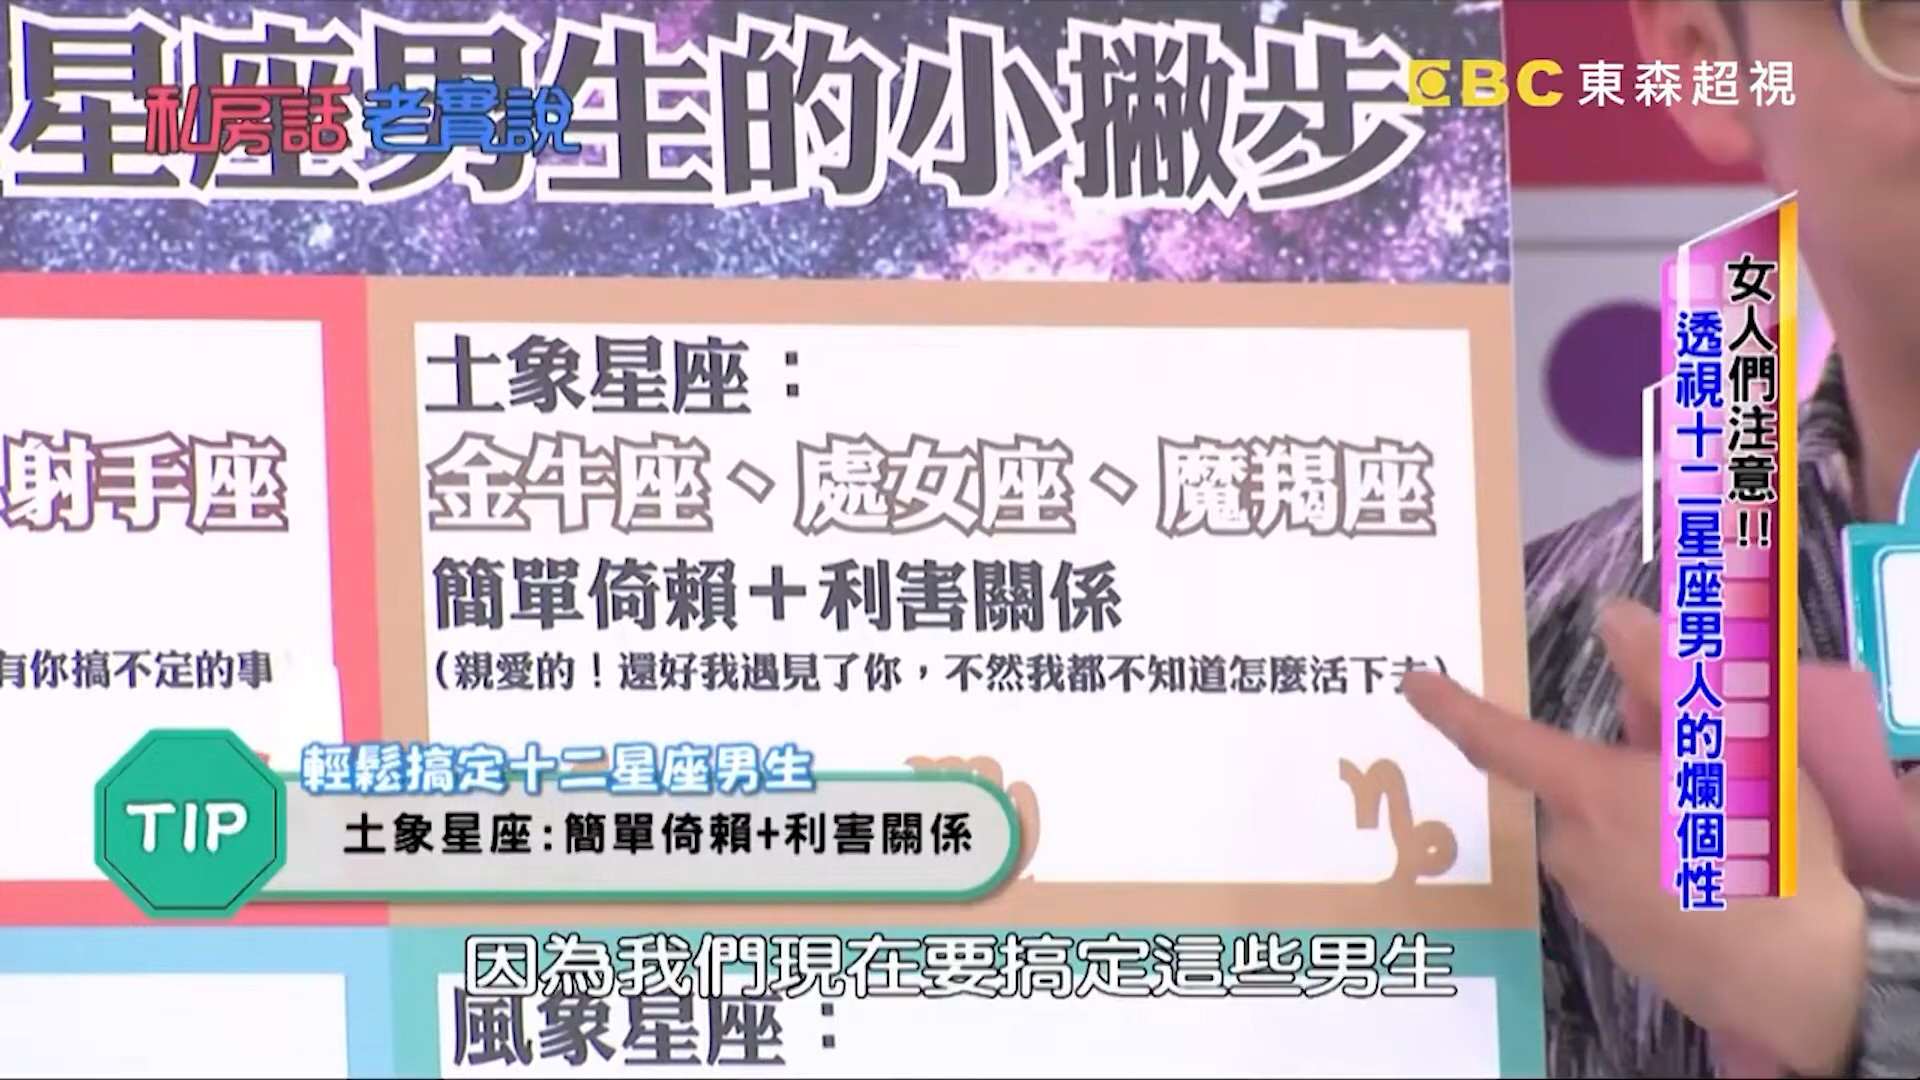 星座男生的小撇步
私房話老實說
EBC東森超視
女人們注意!!
透視十二星座男人的爛個性
土象星座：
射手座
金牛座、處女座、魔羯座
簡單倚賴＋利害關係
有你搞不定的事
(親愛的！還好我遇見了你，不然我都不知道怎麼活下去)
TIP
輕鬆搞定十二星座男生
土象星座:簡單倚賴+利害關係
因為我們現在要搞定這些男生
風象星座：